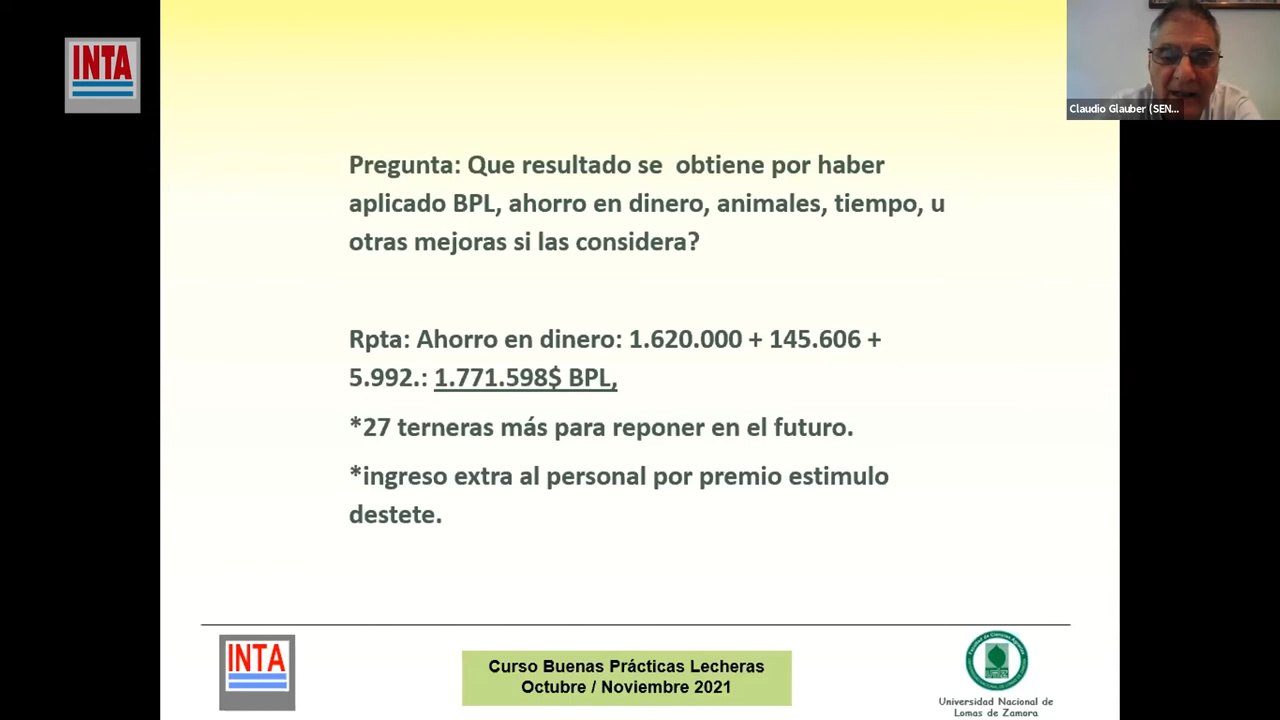 INTA
Claudio Glauber (SEN...
Pregunta: Que resultado se obtiene por haber
aplicado BPL, ahorro en dinero, animales, tiempo, u
otras mejoras si las considera?
Rpta: Ahorro en dinero: 1.620.000 + 145.606 +
5.992.: 1.771.598$ BPL,
*27 terneras más para reponer en el futuro.
*ingreso extra al personal por premio estimulo
destete.
INTA
Curso Buenas Prácticas Lecheras
Octubre / Noviembre 2021
Universidad Nacional de
Lomas de Zamora